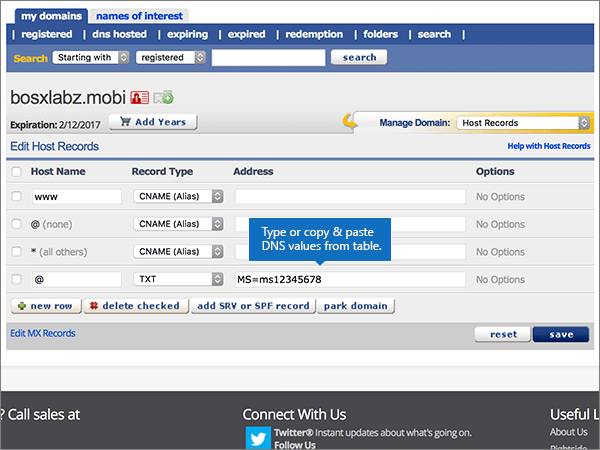 my domains names of interest
| registered | dns hosted | expiring | expired | redemption | folders | search |
Search Starting with registered search
bosxlabz.mobi
Expiration: 2/12/2017 Add Years Manage Domain: Host Records
Edit Host Records Help with Host Records
Host Name Record Type Address Options
www CNAME (Alias) No Options
@ (none) CNAME (Alias) No Options
Type or copy & paste
DNS values from table.
* (all others) CNAME (Alias) No Options
@ TXT MS=ms12345678 No Options
new row delete checked add SRV or SPF record park domain
Edit MX Records reset save
? Call sales at Connect With Us Useful L
Twitter® Instant updates about what's going on. About Us
Follow Us Rightside